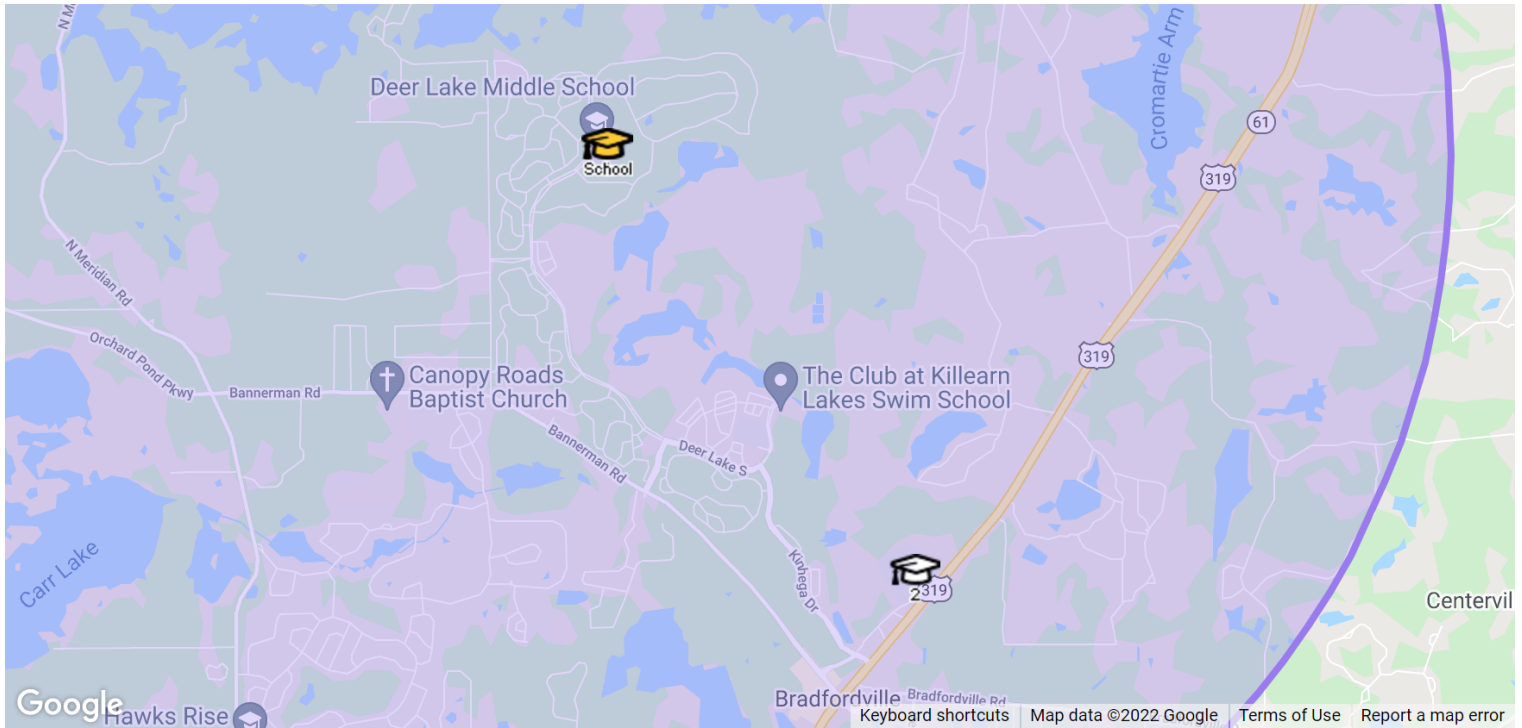 N M
Cromartie Arm
Deer Lake Middle School
School
61
319
N Meridian Rd
Orchard Pond Pkwy
319
Bannerman Rd
Canopy Roads
Baptist Church
The Club at Killearn
Lakes Swim School
Bannerman Rd
Deer Lake S
Carr Lake
Kinhega Dr
2
319
Centervil
Bradfordville
Bradfordville Rd
Google
Hawks Rise
Keyboard shortcuts
Map data ©2022 Google
Terms of Use
Report a map error